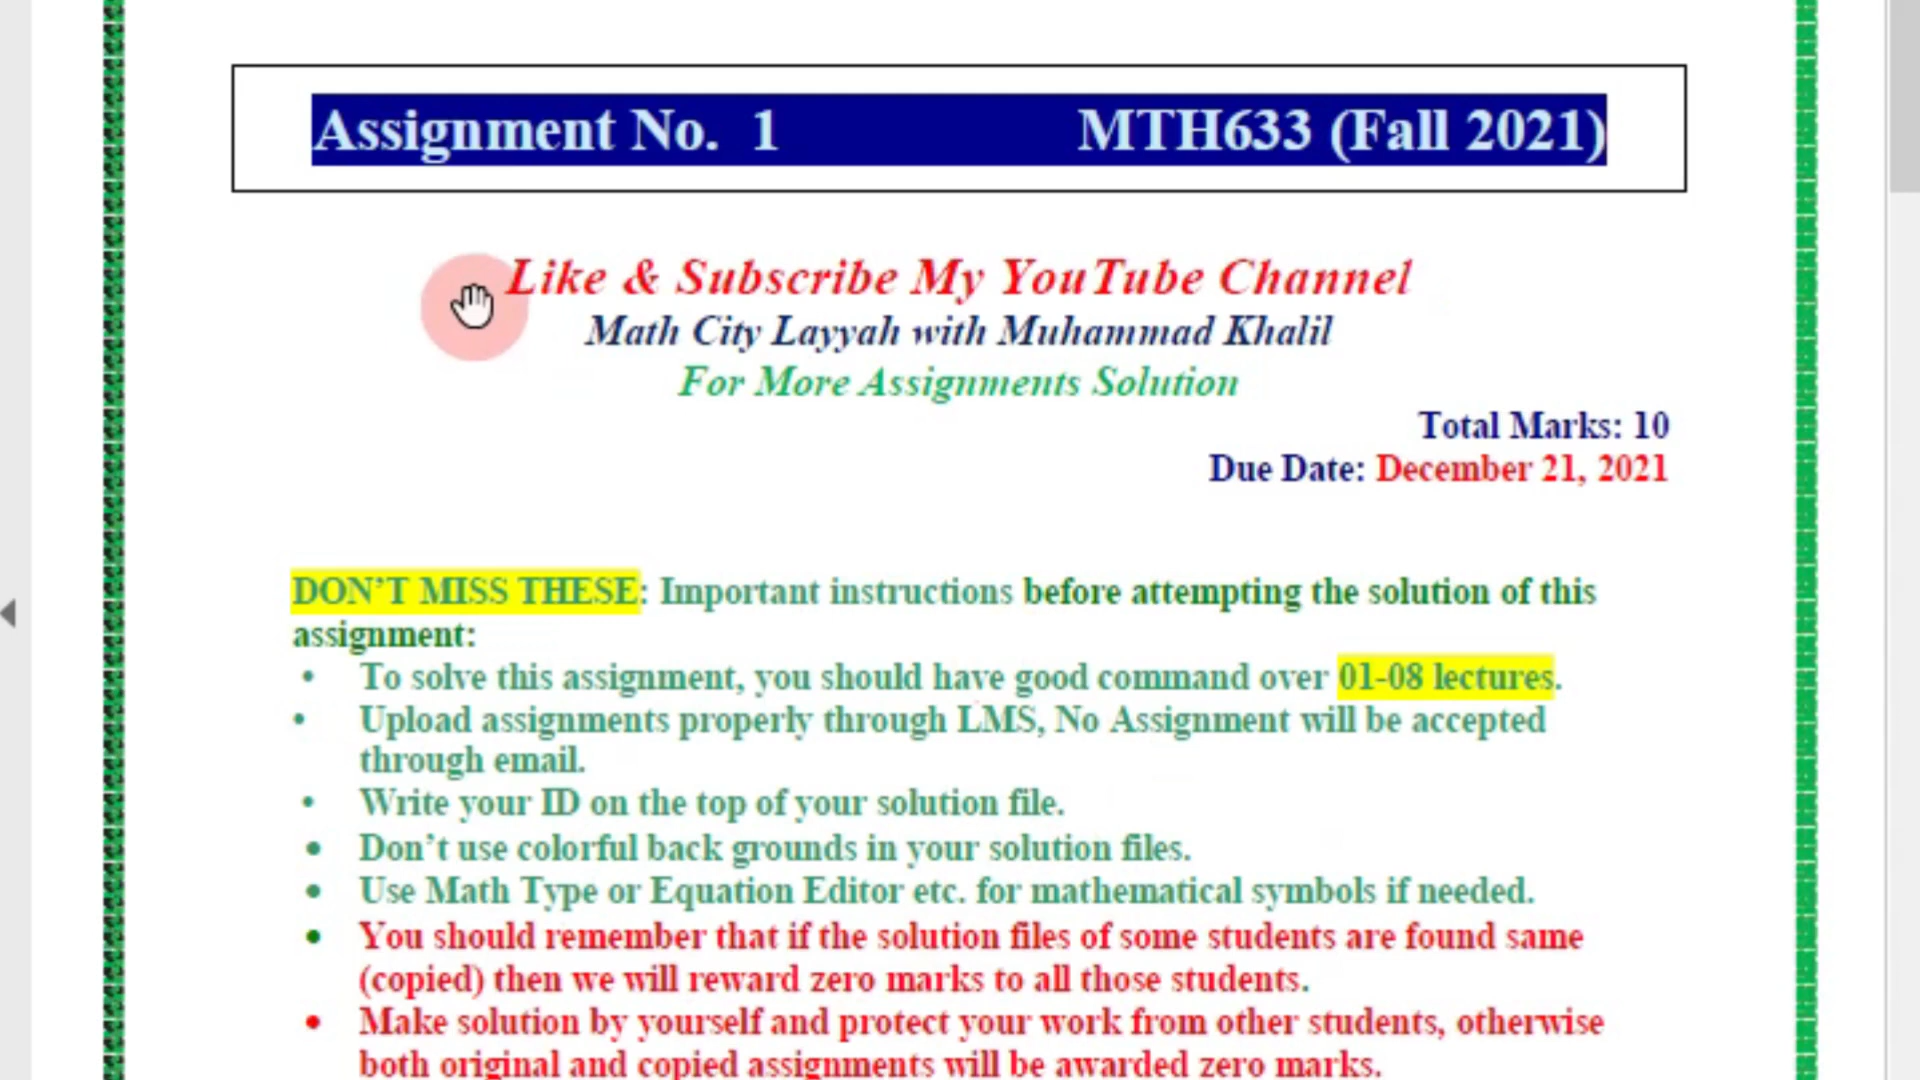 Assignment No. 1 MTH633 (Fall 2021)
Like & Subscribe My YouTube Channel
Math City Layyah with Muhammad Khalil
For More Assignments Solution
Total Marks: 10
Due Date: December 21, 2021
DON’T MISS THESE: Important instructions before attempting the solution of this
assignment:
• To solve this assignment, you should have good command over 01-08 lectures.
• Upload assignments properly through LMS, No Assignment will be accepted
through email.
• Write your ID on the top of your solution file.
• Don’t use colorful back grounds in your solution files.
• Use Math Type or Equation Editor etc. for mathematical symbols if needed.
• You should remember that if the solution files of some students are found same
(copied) then we will reward zero marks to all those students.
• Make solution by yourself and protect your work from other students, otherwise
both original and copied assignments will be awarded zero marks.